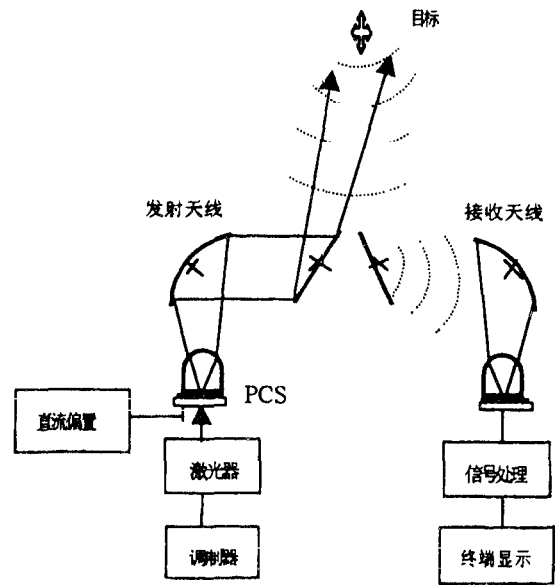 目标
发射天线
接收天线
PCS
直流偏置
激光器
信号处理
调制器
终端显示